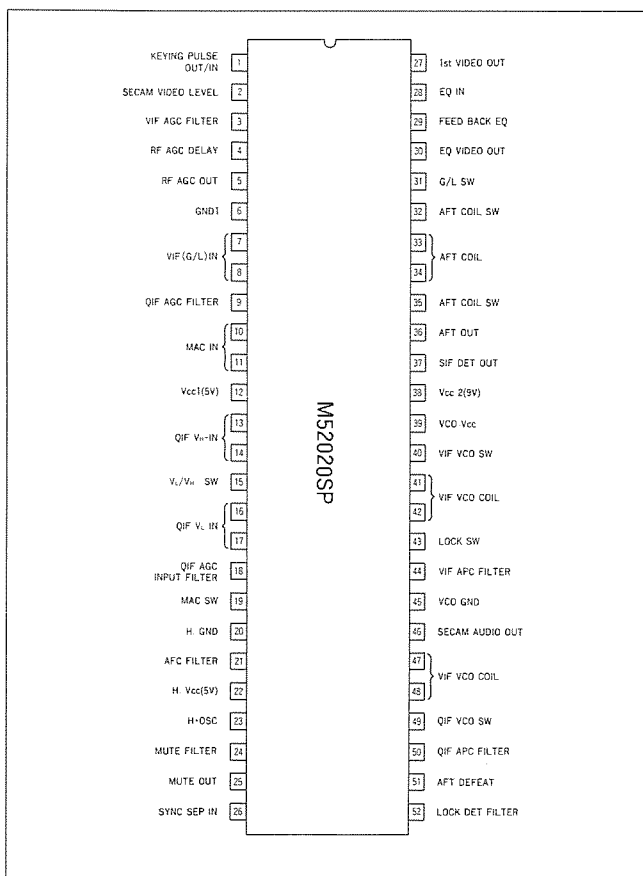 KEYING PULSE
OUT/IN
1
SECAM VIDEO LEVEL
2
VIF AGC FILTER
3
RF AGC DELAY
4
RF AGC OUT
5
GND1
6
VIF(G/L)IN
7
8
QIF AGC FILTER
9
MAC IN
10
11
Vcc1(5V)
12
QIF VH-IN
13
14
VL/VH SW
15
QIF VL IN
16
17
QIF AGC
INPUT FILTER
18
MAC SW
19
H. GND
20
AFC FILTER
21
H. Vcc(5V)
22
H·OSC
23
MUTE FILTER
24
MUTE OUT
25
SYNC SEP IN
26
M52020SP
27 1st VIDEO OUT
28 EQ IN
29 FEED BACK EQ
30 EQ VIDEO OUT
31 G/L SW
32 AFT COIL SW
33
34
AFT COIL
35 AFT COIL SW
36 AFT OUT
37 SIF DET OUT
38 Vcc 2(9V)
39 VCO Vcc
40 VIF VCO SW
41
42
VIF VCO COIL
43 LOCK SW
44 VIF APC FILTER
45 VCO GND
46 SECAM AUDIO OUT
47
48
VIF VCO COIL
49 QIF VCO SW
50 QIF APC FILTER
51 AFT DEFEAT
52 LOCK DET FILTER